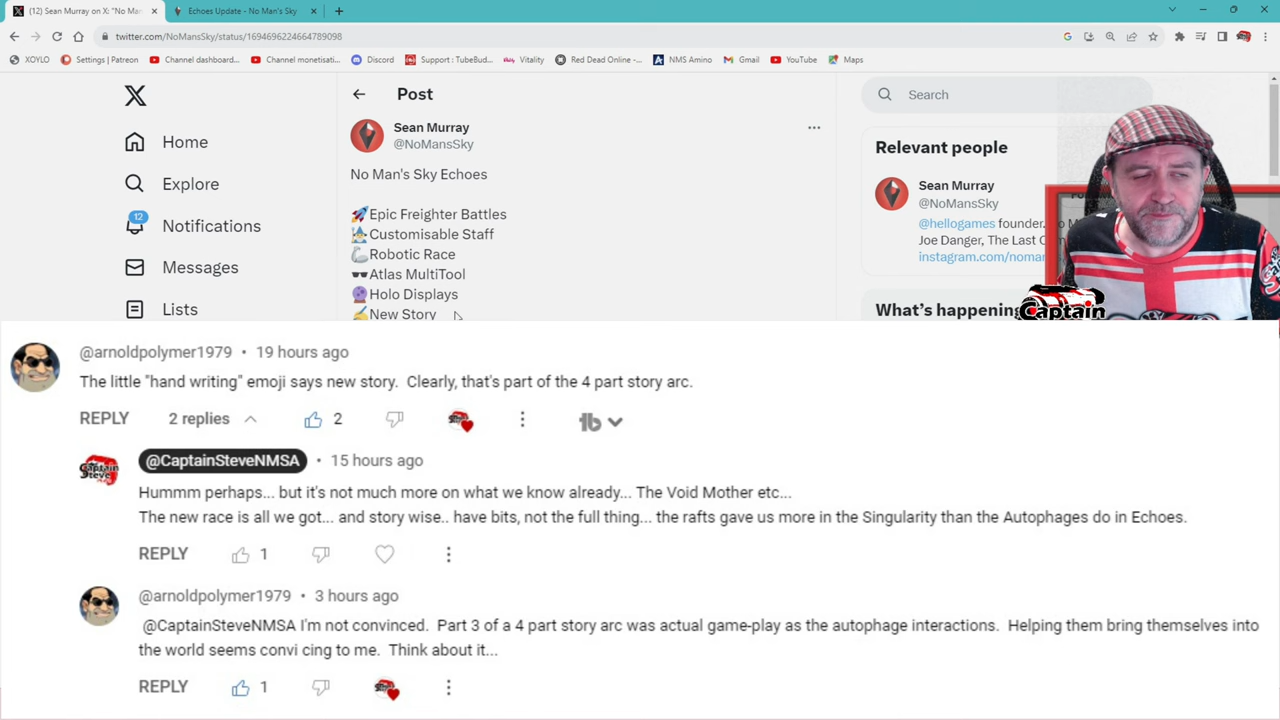 (12) Sean Murray on X: "No Man'
Echoes Update - No Man's Sky
twitter.com/NoMansSky/status/1694696224664789098
XOYLO
Settings | Patreon
Channel dashboard...
Channel monetisati...
Discord
Support : TubeBud...
Vitality
Red Dead Online -...
NMS Amino
Gmail
YouTube
Maps
Home
Explore
12
Notifications
Messages
Lists
Post
Sean Murray
@NoMansSky
No Man's Sky Echoes
🚀Epic Freighter Battles
Customisable Staff
🦾Robotic Race
🕶️Atlas MultiTool
🔮Holo Displays
✍️New Story
Search
Relevant people
Sean Murray
@NoMansSky
@hellogames founder.
Joe Danger, The Last
instagram.com/noma
What's happening
Captain
@arnoldpolymer1979 • 19 hours ago
The little "hand writing" emoji says new story. Clearly, that's part of the 4 part story arc.
REPLY 2 replies 2
tb
Captain Steve
@CaptainSteveNMSA • 15 hours ago
Hummm perhaps... but it's not much more on what we know already... The Void Mother etc...
The new race is all we got... and story wise.. have bits, not the full thing... the rafts gave us more in the Singularity than the Autophages do in Echoes.
REPLY 1
@arnoldpolymer1979 • 3 hours ago
@CaptainSteveNMSA I'm not convinced. Part 3 of a 4 part story arc was actual game-play as the autophage interactions. Helping them bring themselves into
the world seems convi cing to me. Think about it...
REPLY 1